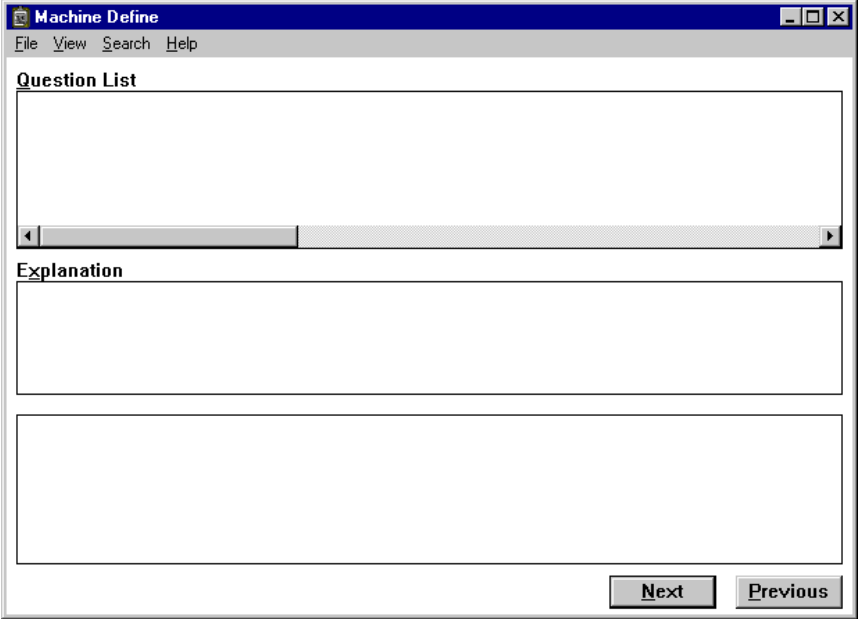 Machine Define
File View Search Help
Question List
Explanation
Next Previous